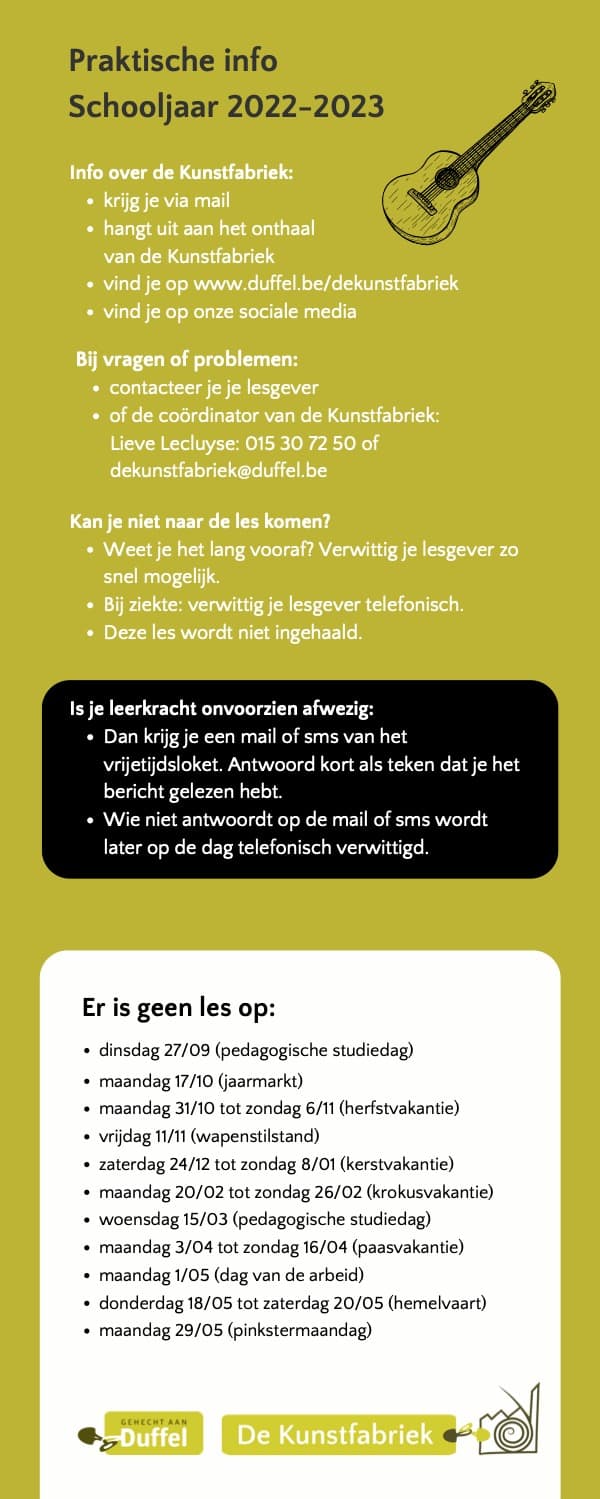 Praktische info
Schooljaar 2022-2023
Info over de Kunstfabriek:
• krijg je via mail
• hangt uit aan het onthaal
van de Kunstfabriek
• vind je op www.duffel.be/dekunstfabriek
• vind je op onze sociale media
Bij vragen of problemen:
• contacteer je je lesgever
• of de coördinator van de Kunstfabriek:
Lieve Lecluyse: 015 30 72 50 of
dekunstfabriek@duffel.be
Kan je niet naar de les komen?
• Weet je het lang vooraf? Verwittig je lesgever zo
snel mogelijk.
• Bij ziekte: verwittig je lesgever telefonisch.
• Deze les wordt niet ingehaald.
Is je leerkracht onvoorzien afwezig:
• Dan krijg je een mail of sms van het
vrijetijdsloket. Antwoord kort als teken dat je het
bericht gelezen hebt.
• Wie niet antwoordt op de mail of sms wordt
later op de dag telefonisch verwittigd.
Er is geen les op:
• dinsdag 27/09 (pedagogische studiedag)
• maandag 17/10 (jaarmarkt)
• maandag 31/10 tot zondag 6/11 (herfstvakantie)
• vrijdag 11/11 (wapenstilstand)
• zaterdag 24/12 tot zondag 8/01 (kerstvakantie)
• maandag 20/02 tot zondag 26/02 (krokusvakantie)
• woensdag 15/03 (pedagogische studiedag)
• maandag 3/04 tot zondag 16/04 (paasvakantie)
• maandag 1/05 (dag van de arbeid)
• donderdag 18/05 tot zaterdag 20/05 (hemelvaart)
• maandag 29/05 (pinkstermaandag)
GEHECHT AAN
Duffel
De Kunstfabriek